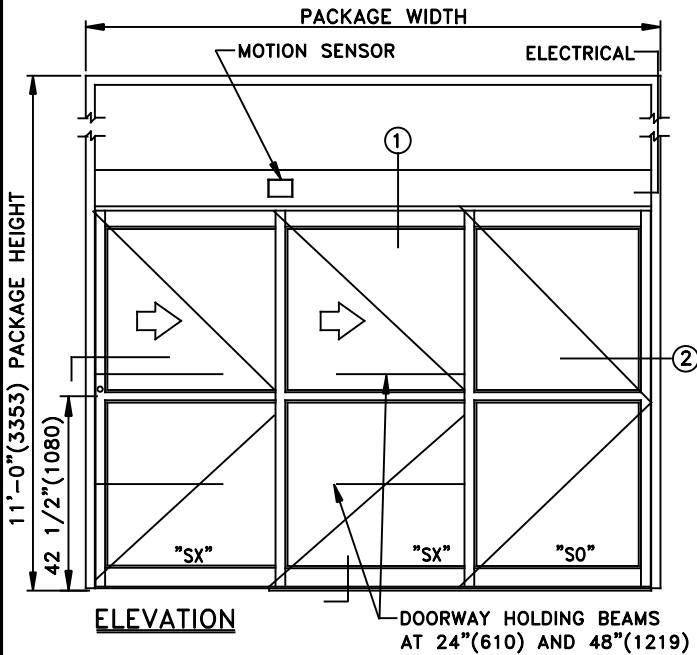 PACKAGE WIDTH
MOTION SENSOR
ELECTRICAL
1
11'-0"(3353) PACKAGE HEIGHT
2
42 1/2"(1080)
"SX"
"SX"
"SO"
ELEVATION
DOORWAY HOLDING BEAMS
AT 24"(610) AND 48"(1219)